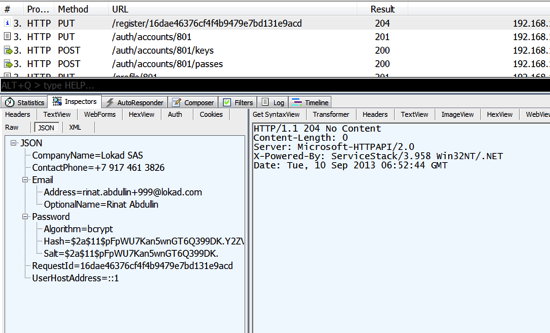 # Pro... Method URL Result
3. HTTP PUT /register/16dae46376cf4f4b9479e7bd131e9acd 204 192.168.
3. HTTP PUT /auth/accounts/801 201 192.168.
3. HTTP POST /auth/accounts/801/keys 200 192.168.
3. HTTP POST /auth/accounts/801/passes 200 192.168.
3. HTTP PUT /profile/801 201 192.168.
ALT+Q > type HELP...
Statistics Inspectors AutoResponder Composer Filters Log Timeline
Headers TextView WebForms HexView Auth Cookies
Raw JSON XML
JSON
CompanyName=Lokad SAS
ContactPhone=+7 917 461 3826
Email
Address=rinat.abdulin+999@lokad.com
OptionalName=Rinat Abdulin
Password
Algorithm=bcrypt
Hash=$2a$11$pFpWU7Kan5wnGT6Q399DK.Y2ZV
Salt=$2a$11$pFpWU7Kan5wnGT6Q399DK.
RequestId=16dae46376cf4f4b9479e7bd131e9acd
UserHostAddress=::1
Get SyntaxView Transformer Headers TextView ImageView HexView WebView
HTTP/1.1 204 No Content
Content-Length: 0
Server: Microsoft-HTTPAPI/2.0
X-Powered-By: ServiceStack/3.958 Win32NT/.NET
Date: Tue, 10 Sep 2013 06:52:44 GMT